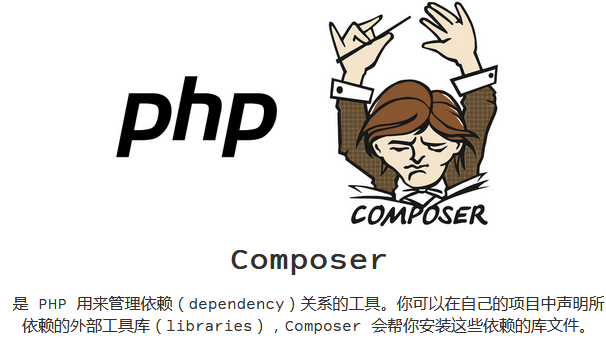 php
COMPOSER
Composer
是 PHP 用来管理依赖（dependency）关系的工具。你可以在自己的项目中声明所
依赖的外部工具库（libraries），Composer 会帮你安装这些依赖的库文件。